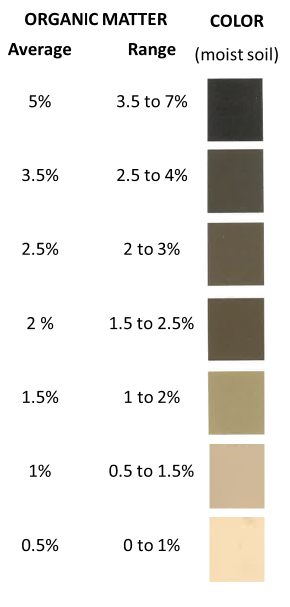 ORGANIC MATTER COLOR
Average Range (moist soil)
5% 3.5 to 7%
3.5% 2.5 to 4%
2.5% 2 to 3%
2 % 1.5 to 2.5%
1.5% 1 to 2%
1% 0.5 to 1.5%
0.5% 0 to 1%